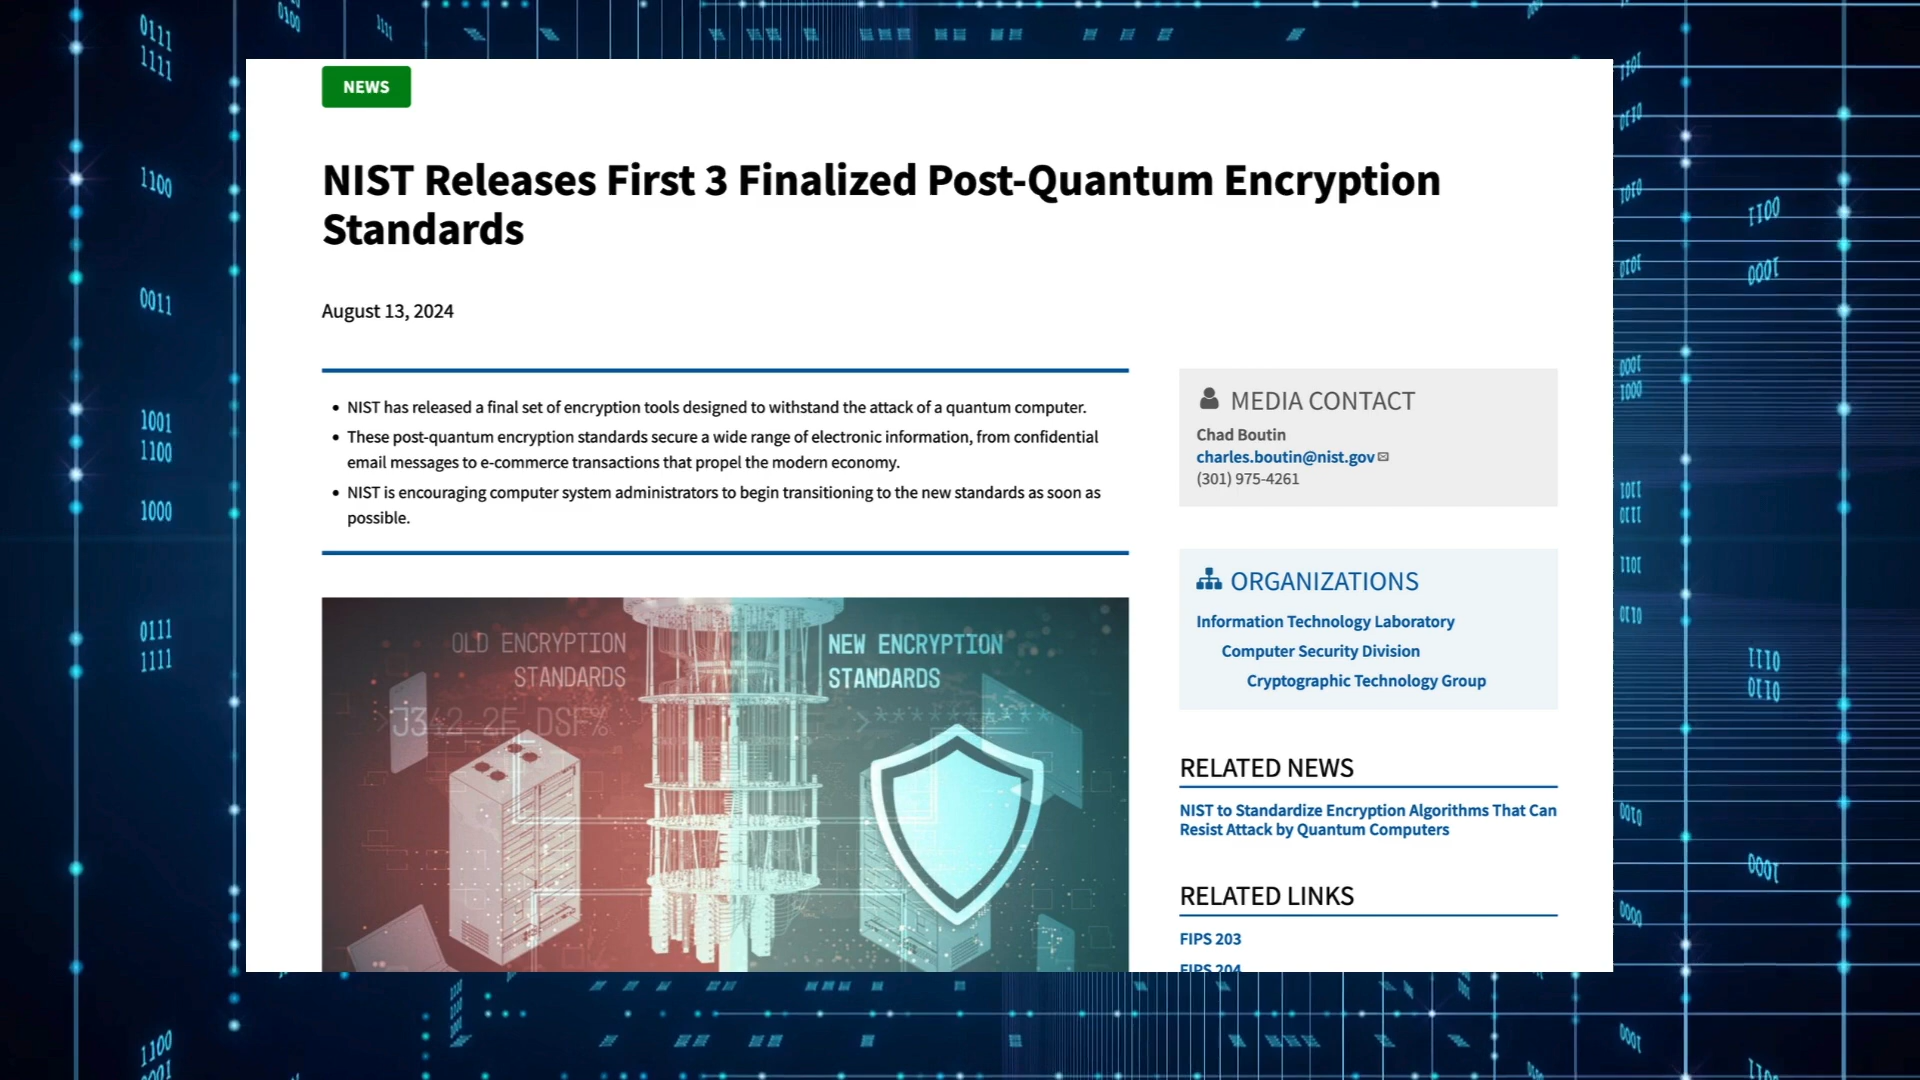 NEWS
NIST Releases First 3 Finalized Post-Quantum Encryption
Standards
August 13, 2024
• NIST has released a final set of encryption tools designed to withstand the attack of a quantum computer.
• These post-quantum encryption standards secure a wide range of electronic information, from confidential
email messages to e-commerce transactions that propel the modern economy.
• NIST is encouraging computer system administrators to begin transitioning to the new standards as soon as
possible.
OLD ENCRYPTION
STANDARDS
NEW ENCRYPTION
STANDARDS
MEDIA CONTACT
Chad Boutin
charles.boutin@nist.gov
(301) 975-4261
ORGANIZATIONS
Information Technology Laboratory
Computer Security Division
Cryptographic Technology Group
RELATED NEWS
NIST to Standardize Encryption Algorithms That Can
Resist Attack by Quantum Computers
RELATED LINKS
FIPS 203
FIPS 204
0111
1111
1100
0011
1001
1100
1000
0111
1111
1100